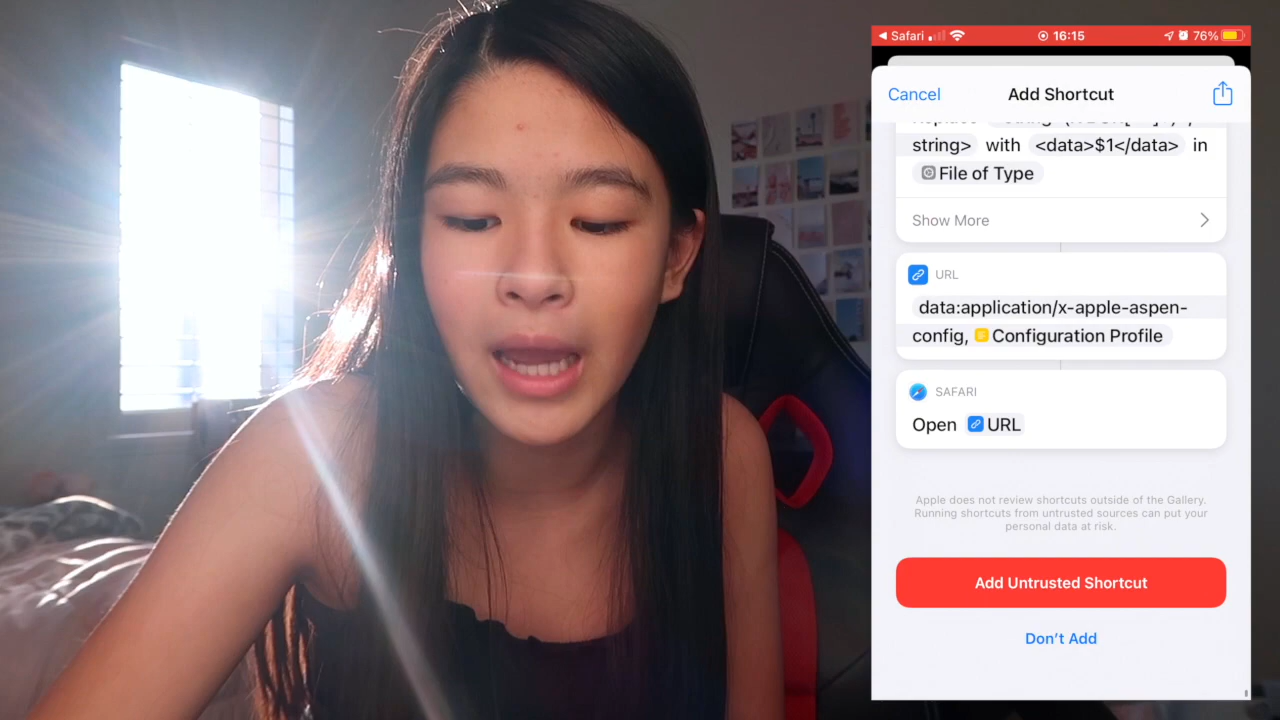 Safari 16:15 76%
Cancel Add Shortcut
string> with <data>$1</data> in
File of Type
Show More
URL
data:application/x-apple-aspen-
config, Configuration Profile
SAFARI
Open URL
Apple does not review shortcuts outside of the Gallery.
Running shortcuts from untrusted sources can put your
personal data at risk.
Add Untrusted Shortcut
Don't Add